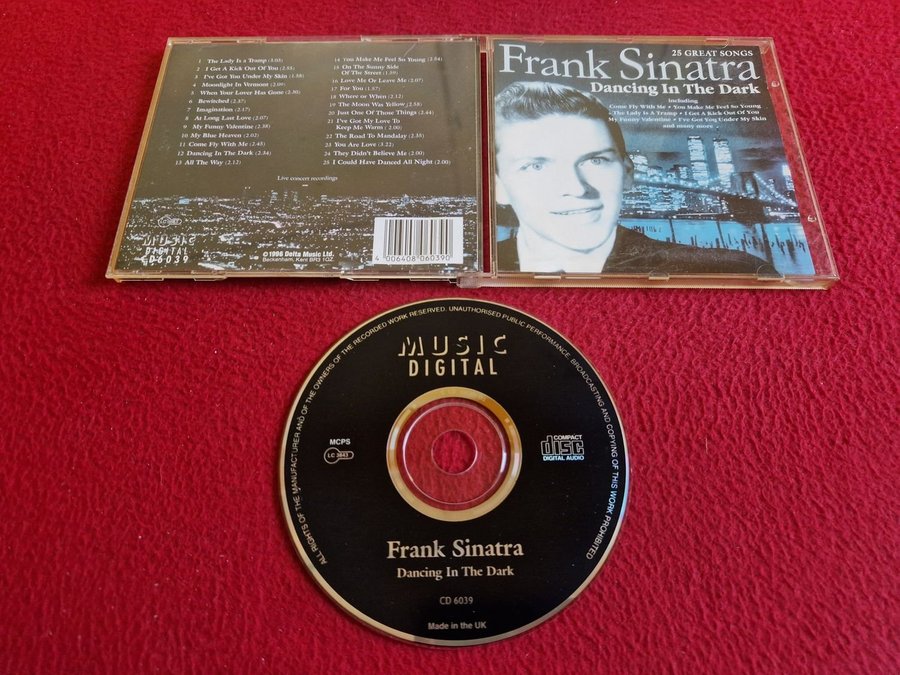 1 The Lady Is a Tramp (3.00)
2 I Get A Kick Out Of You (2.55)
3 I've Got You Under My Skin (3.38)
4 Moonlight In Vermont (3.09)
5 When Your Lover Has Gone (2.30)
6 Bewitched (2.37)
7 Imagination (2.17)
8 At Long Last Love (2.07)
9 My Funny Valentine (2.38)
10 My Blue Heaven (2.02)
11 Come Fly With Me (2.45)
12 Dancing In The Dark (2.34)
13 All The Way (2.12)
14 You Make Me Feel So Young (2.54)
15 On The Sunny Side
Of The Street (1.59)
16 Love Me Or Leave Me (2.07)
17 For You (1.57)
18 Where or When (2.12)
19 The Moon Was Yellow (2.58)
20 Just One Of Those Things (2.44)
21 I've Got My Love To
Keep Me Warm (2.00)
22 The Road To Mandalay (2.35)
23 You Are Love (3.22)
24 They Didn't Believe Me (2.20)
25 I Could Have Danced All Night (2.00)
Live concert recordings
MUSIC
DIGITAL
CD6039
©1996 Delta Music Ltd.
Beckenham, Kent BR3 1QZ.
4 006408 060390
25 GREAT SONGS
Frank Sinatra
Dancing In The Dark
including
Come Fly With Me • You Make Me Feel So Young
The Lady Is a Tramp • I Get A Kick Out Of You
My Funny Valentine • I've Got You Under My Skin
and many more
ALL RIGHTS OF THE MANUFACTURER AND OF THE OWNERS OF THE RECORDED WORK RESERVED. UNAUTHORISED PUBLIC PERFORMANCE, BROADCASTING AND COPYING OF THIS WORK PROHIBITED
MUSIC
DIGITAL
MCPS
LC 3843
COMPACT
disc
DIGITAL AUDIO
Frank Sinatra
Dancing In The Dark
CD 6039
Made in the UK